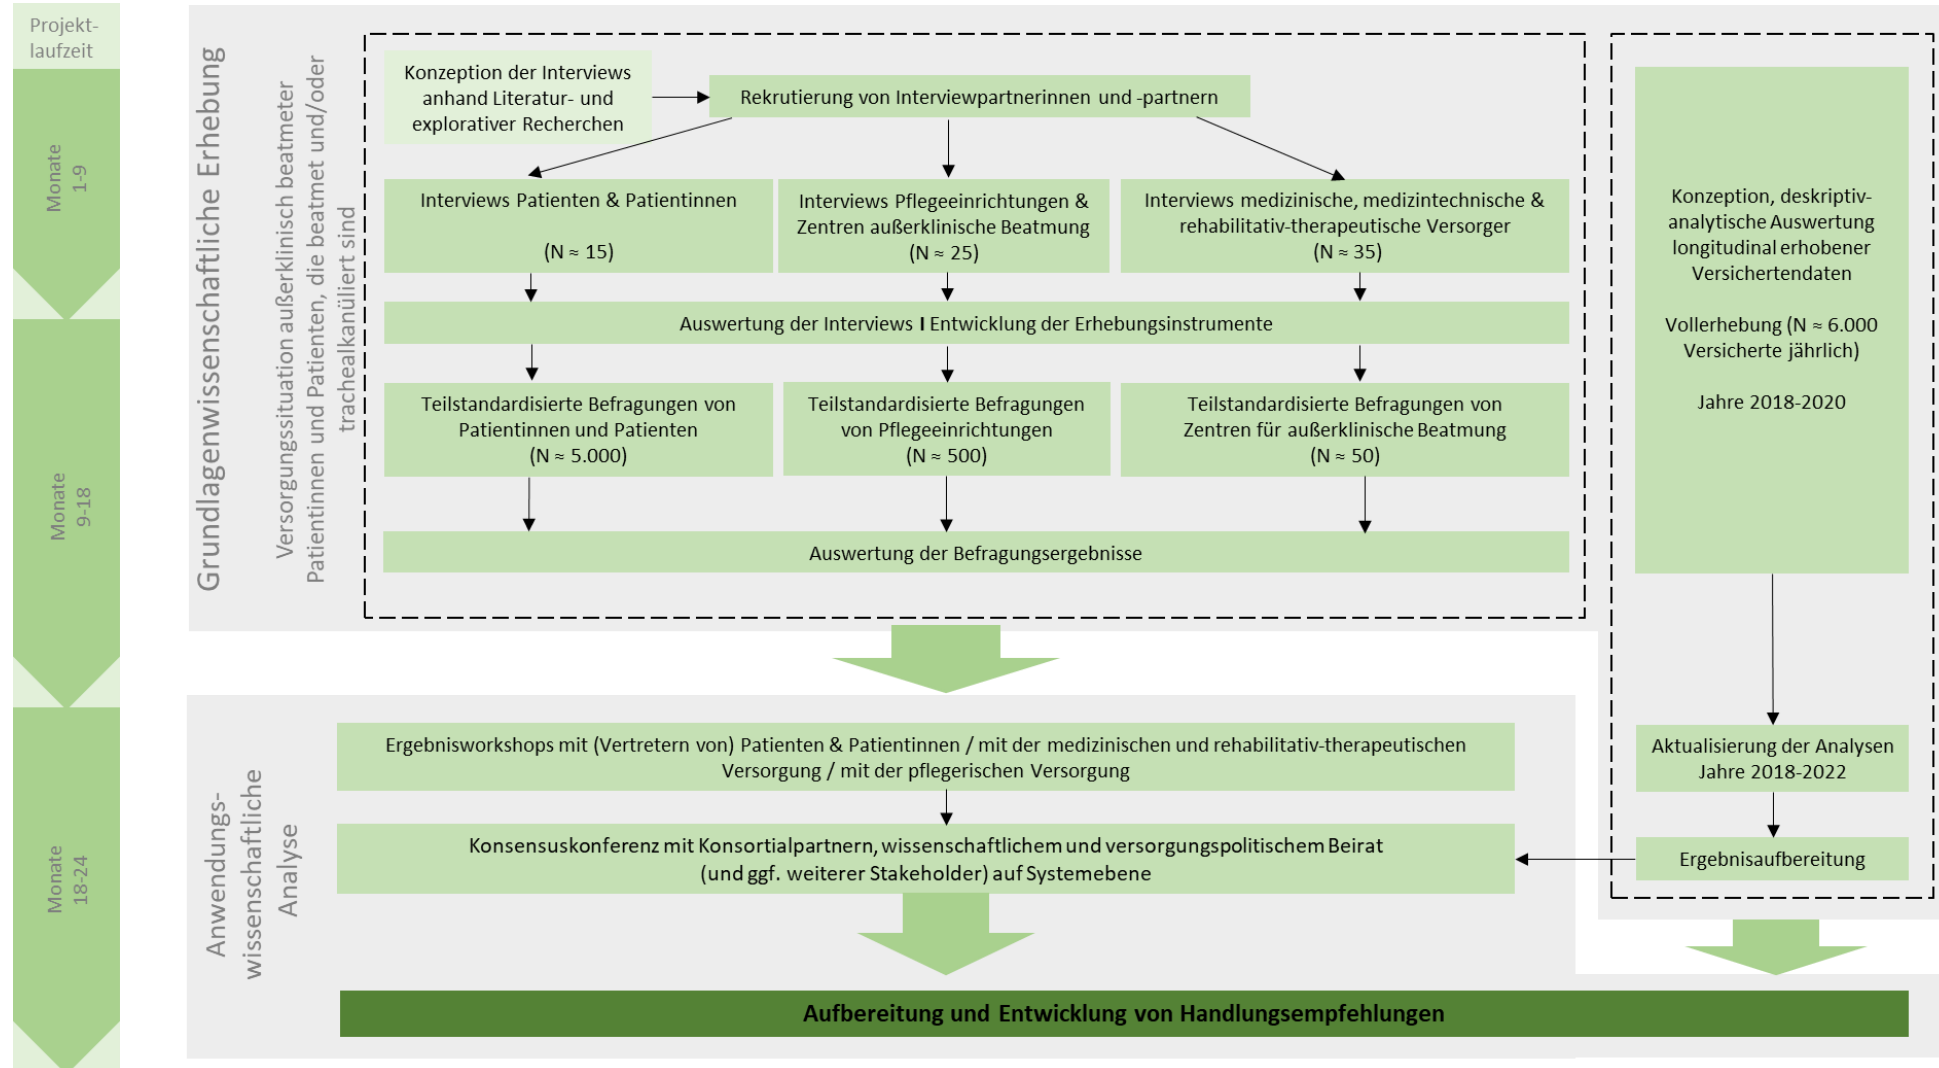 Projekt-
laufzeit
Monate
1-9
Monate
9-18
Monate
18-24
Grundlagenwissenschaftliche Erhebung
Versorgungssituation außerklinisch beatmeter
Patientinnen und Patienten, die beatmet und/oder
trachealkanüliert sind
Konzeption der Interviews
anhand Literatur- und
explorativer Recherchen
Rekrutierung von Interviewpartnerinnen und -partnern
Interviews Patienten & Patientinnen
(N ≈ 15)
Interviews Pflegeeinrichtungen &
Zentren außerklinische Beatmung
(N ≈ 25)
Interviews medizinische, medizintechnische &
rehabilitativ-therapeutische Versorger
(N ≈ 35)
Auswertung der Interviews I Entwicklung der Erhebungsinstrumente
Teilstandardisierte Befragungen von
Patientinnen und Patienten
(N ≈ 5.000)
Teilstandardisierte Befragungen
von Pflegeeinrichtungen
(N ≈ 500)
Teilstandardisierte Befragungen von
Zentren für außerklinische Beatmung
(N ≈ 50)
Auswertung der Befragungsergebnisse
Konzeption, deskriptiv-
analytische Auswertung
longitudinal erhobener
Versichertendaten
Vollerhebung (N ≈ 6.000
Versicherte jährlich)
Jahre 2018-2020
Aktualisierung der Analysen
Jahre 2018-2022
Ergebnisaufbereitung
Anwendungs-
wissenschaftliche
Analyse
Ergebnisworkshops mit (Vertretern von) Patienten & Patientinnen / mit der medizinischen und rehabilitativ-therapeutischen
Versorgung / mit der pflegerischen Versorgung
Konsensuskonferenz mit Konsortialpartnern, wissenschaftlichem und versorgungspolitischem Beirat
(und ggf. weiterer Stakeholder) auf Systemebene
Aufbereitung und Entwicklung von Handlungsempfehlungen